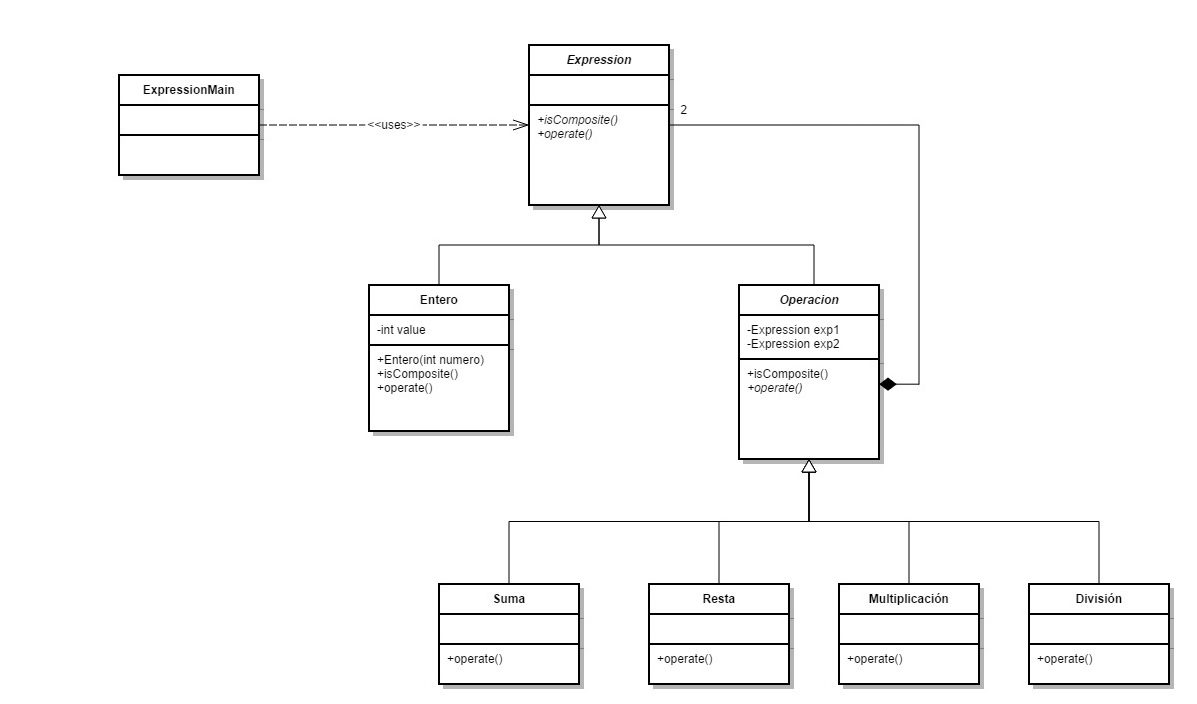 Expression
ExpressionMain
2
<<uses>>
+isComposite()
+operate()
Entero
Operacion
-int value
-Expression exp1
-Expression exp2
+Entero(int numero)
+isComposite()
+operate()
+isComposite()
+operate()
Suma
Resta
Multiplicación
División
+operate()
+operate()
+operate()
+operate()